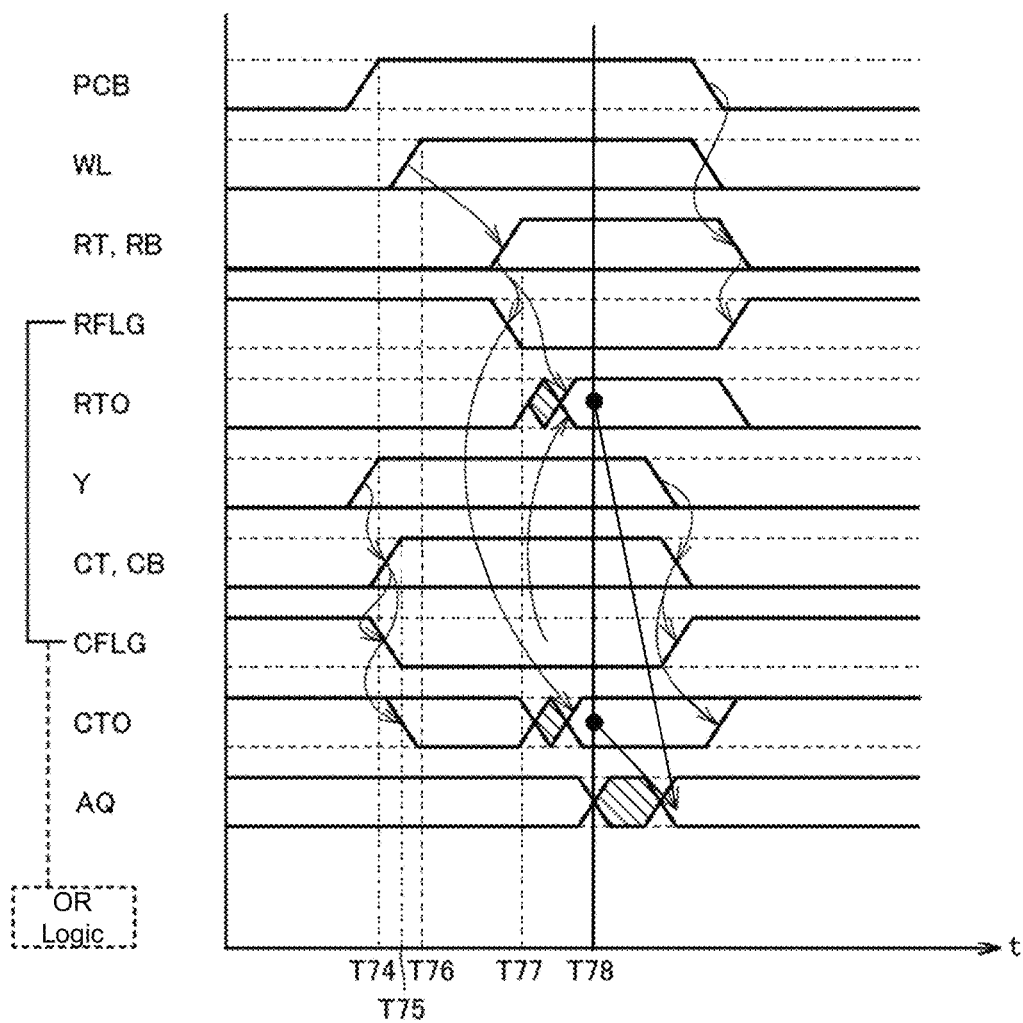 PCB
WL
RT, RB
RFLG
RTO
Y
CT, CB
CFLG
CTO
AQ
OR
Logic
t
T74 T76 T77 T78
T75